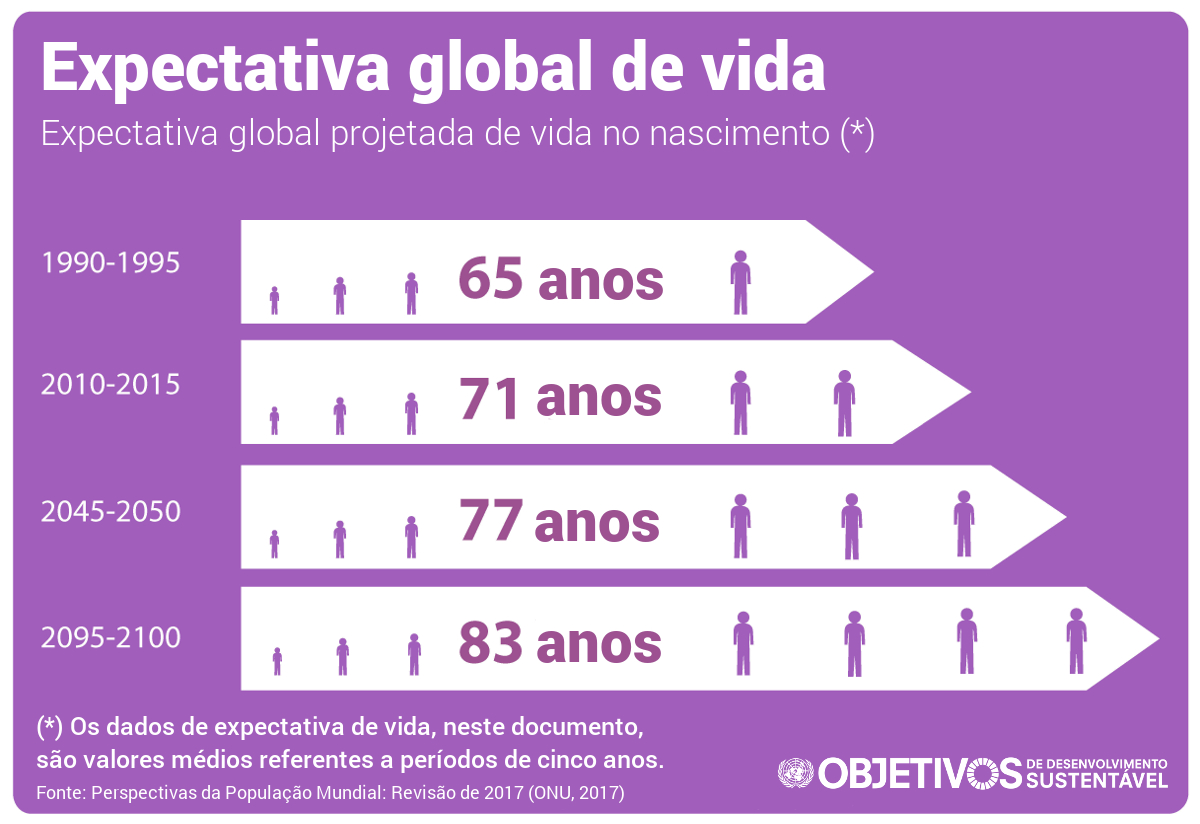 Expectativa global de vida
Expectativa global projetada de vida no nascimento (*)
1990-1995
65 anos
2010-2015
71 anos
2045-2050
77 anos
2095-2100
83 anos
(*) Os dados de expectativa de vida, neste documento,
são valores médios referentes a períodos de cinco anos.
Fonte: Perspectivas da População Mundial: Revisão de 2017 (ONU, 2017)
OBJETIVOS DE DESENVOLVIMENTO
SUSTENTÁVEL